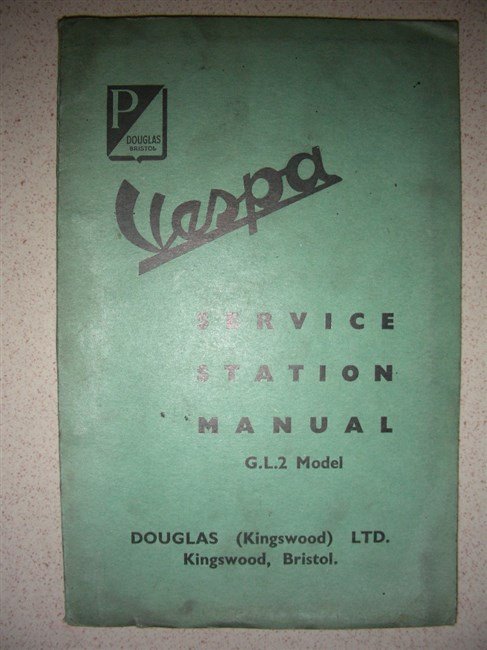 P
DOUGLAS
BRISTOL
Vespa
SERVICE
STATION
MANUAL
G.L.2 Model
DOUGLAS (Kingswood) LTD.
Kingswood, Bristol.